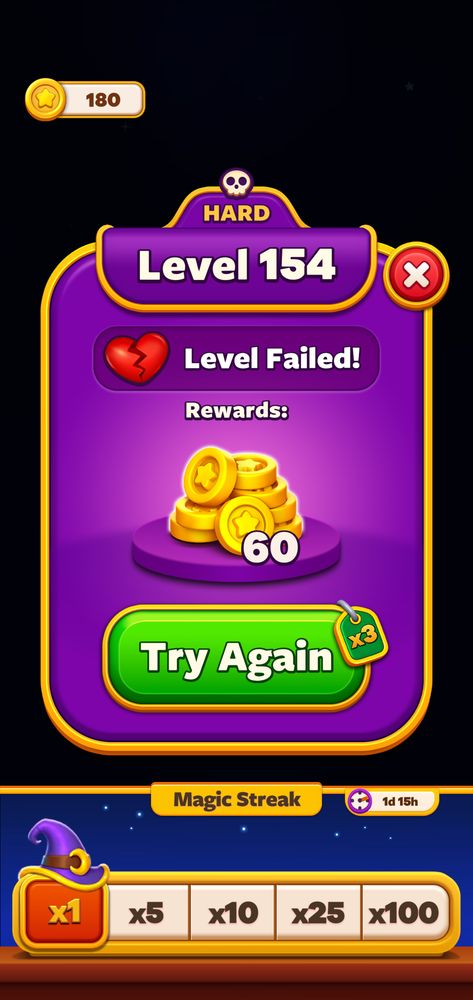 180
HARD
Level 154
Level Failed!
Rewards:
60
Try Again
x3
Magic Streak
1d 15h
x1
x5
x10
x25
x100